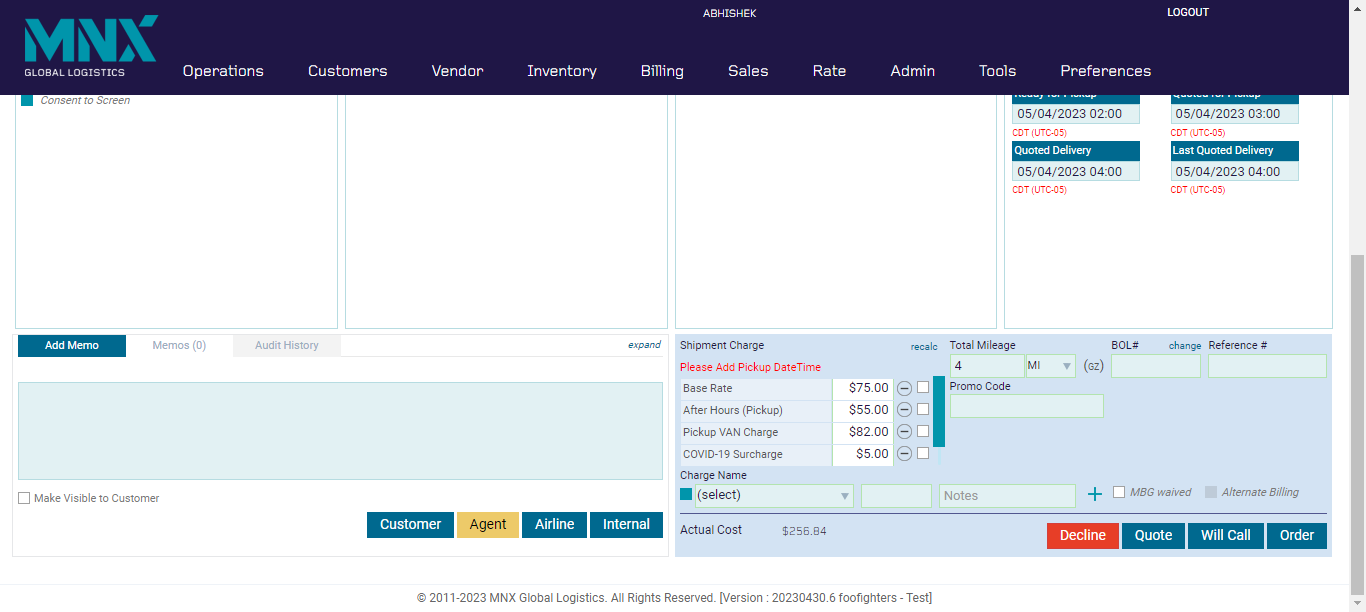 ABHISHEK
LOGOUT
MNX
GLOBAL LOGISTICS
Operations
Customers
Vendor
Inventory
Billing
Sales
Rate
Admin
Tools
Preferences
Consent to Screen
Ready for Pickup
Quoted for Pickup
05/04/2023 02:00
05/04/2023 03:00
CDT (UTC-05)
CDT (UTC-05)
Quoted Delivery
Last Quoted Delivery
05/04/2023 04:00
05/04/2023 04:00
CDT (UTC-05)
CDT (UTC-05)
Add Memo
Memos (0)
Audit History
expand
Make Visible to Customer
Customer
Agent
Airline
Internal
Shipment Charge
recalc
Please Add Pickup DateTime
Base Rate $75.00
After Hours (Pickup) $55.00
Pickup VAN Charge $82.00
COVID-19 Surcharge $5.00
Total Mileage
4
MI
(GZ)
BOL#
change
Reference #
Promo Code
Charge Name
(select)
Notes
MBG waived
Alternate Billing
Actual Cost
$256.84
Decline
Quote
Will Call
Order
© 2011-2023 MNX Global Logistics. All Rights Reserved. [Version : 20230430.6 foofighters - Test]